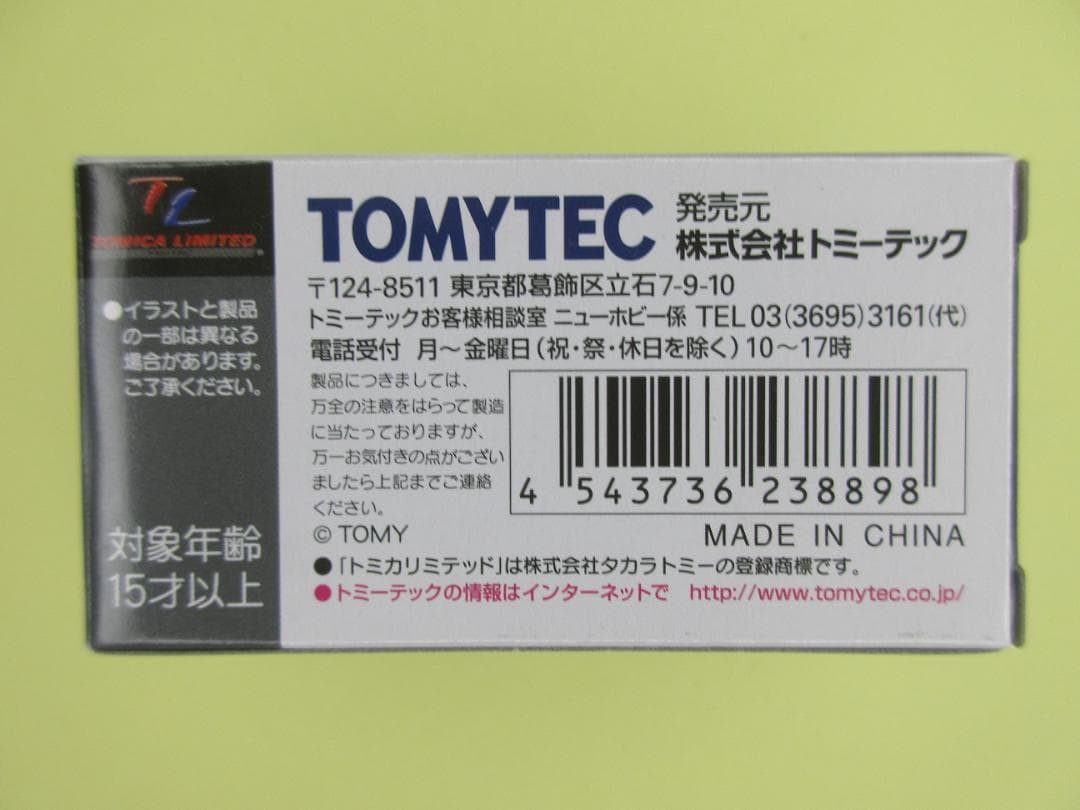 TL
TOMICA LIMITED
●イラストと製品
の一部は異なる
場合があります。
ご了承ください。
対象年齢
15才以上
TOMYTEC 発売元
株式会社トミーテック
〒124-8511 東京都葛飾区立石7-9-10
トミーテックお客様相談室 ニューホビー係 TEL 03(3695)3161(代)
電話受付 月～金曜日(祝・祭・休日を除く)10～17時
製品につきましては、
万全の注意をはらって製造
に当たっておりますが、
万一お気付きの点がござい
ましたら上記までご連絡
ください。
4 543736 238898
© TOMY
MADE IN CHINA
●「トミカリミテッド」は株式会社タカラトミーの登録商標です。
●トミーテックの情報はインターネットで http://www.tomytec.co.jp/